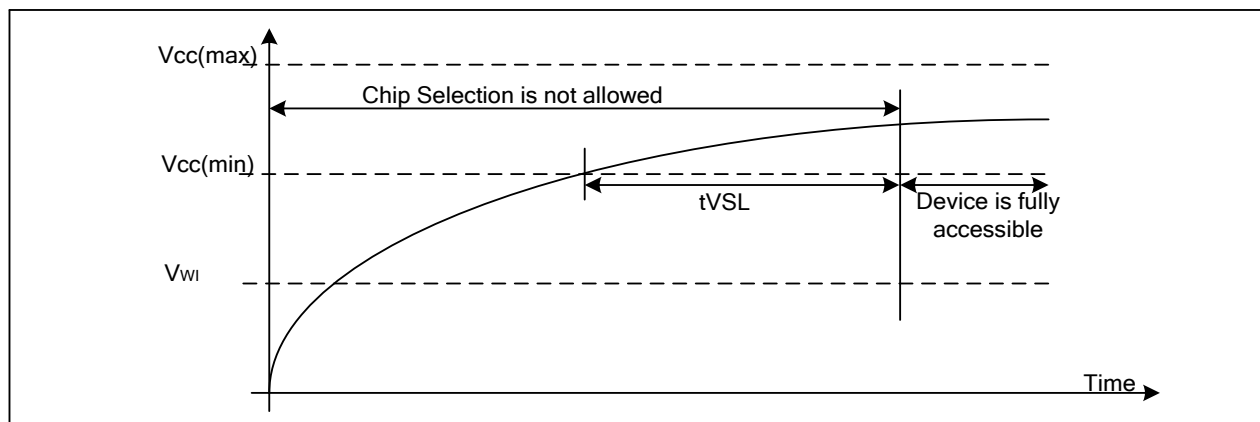 Vcc(max)
Chip Selection is not allowed
Vcc(min)
tVSL
Device is fully
accessible
VWI
Time